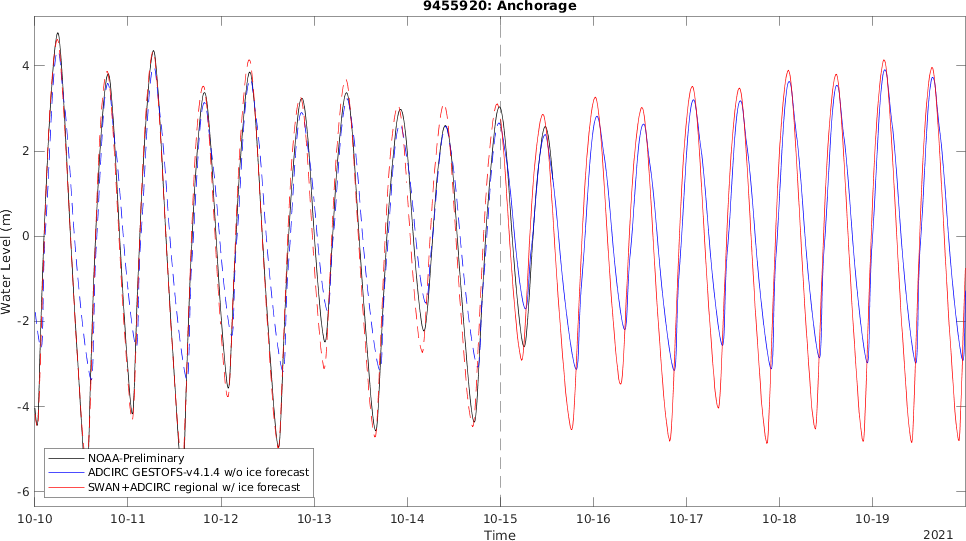 9455920: Anchorage
Water Level (m)
4
2
0
-2
-4
-6
NOAA-Preliminary
ADCIRC GESTOFS-v4.1.4 w/o ice forecast
SWAN+ADCIRC regional w/ ice forecast
10-10 10-11 10-12 10-13 10-14 10-15 10-16 10-17 10-18 10-19
Time
2021